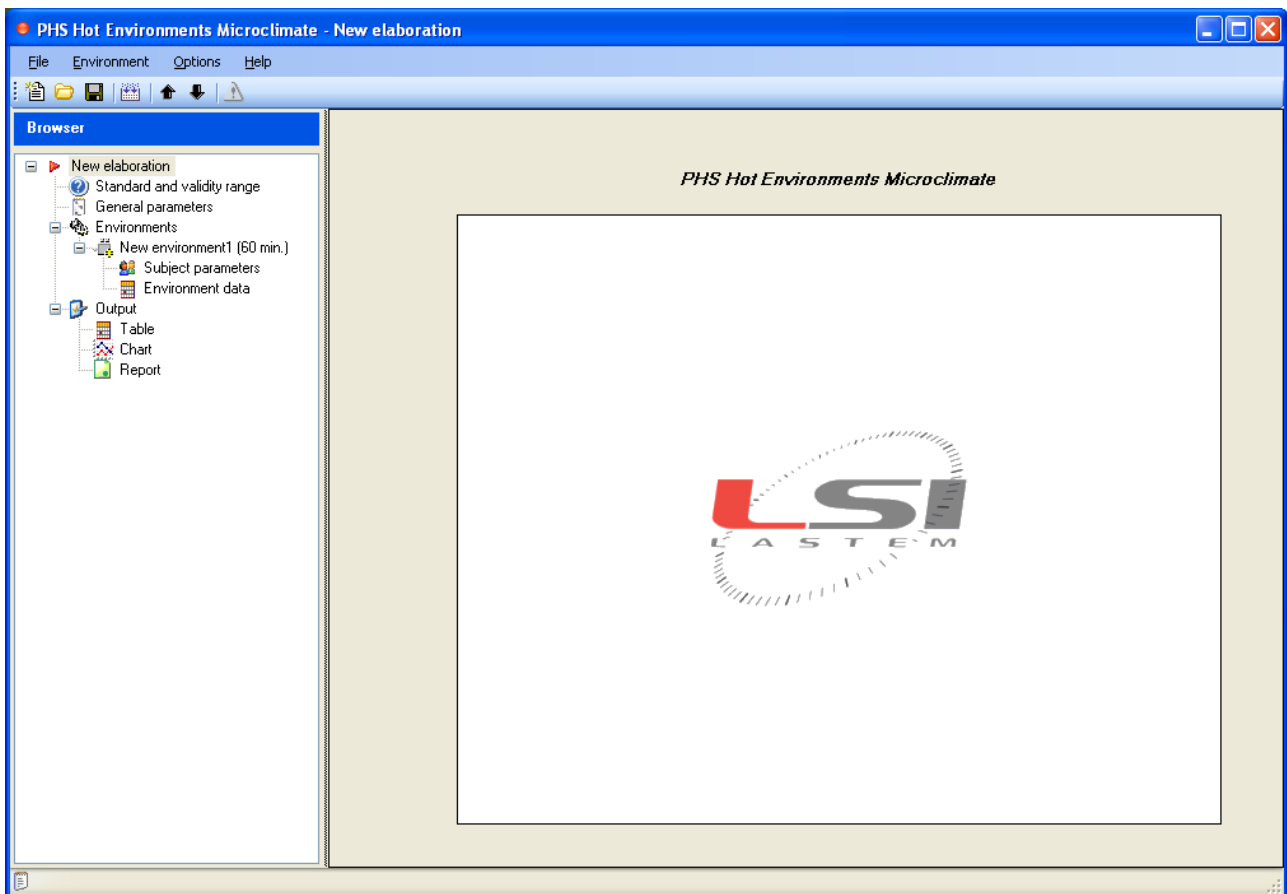 PHS Hot Environments Microclimate - New elaboration
File Environment Options Help
Browser
New elaboration
Standard and validity range
General parameters
Environments
New environment1 (60 min.)
Subject parameters
Environment data
Output
Table
Chart
Report
PHS Hot Environments Microclimate
LSI
LASTEM